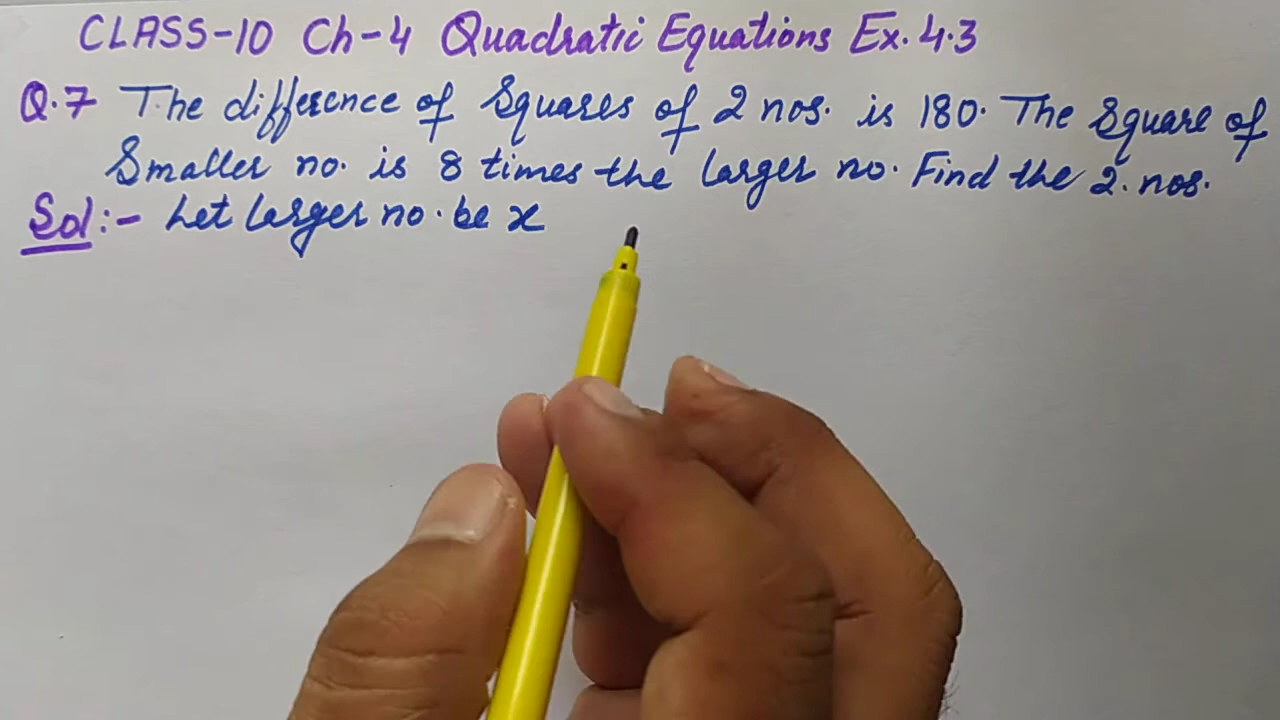 CLASS-10 Ch-4 Quadratic Equations Ex.4.3
Q.7 The difference of Squares of 2 nos. is 180. The Square of
Smaller no. is 8 times the larger no. Find the 2. nos.
Sol:- Let larger no. be x